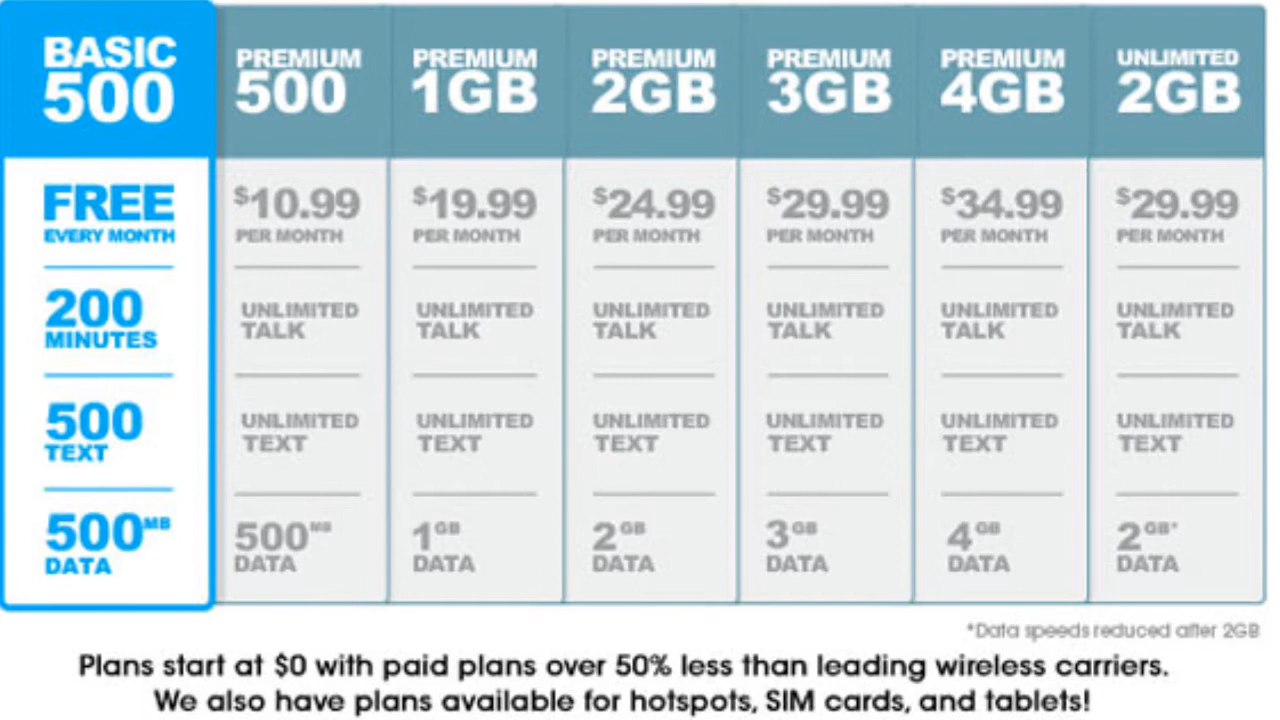 BASIC
500
FREE
EVERY MONTH
200
MINUTES
500
TEXT
500MB
DATA
PREMIUM
500
$10.99
PER MONTH
UNLIMITED
TALK
UNLIMITED
TEXT
500MB
DATA
PREMIUM
1GB
$19.99
PER MONTH
UNLIMITED
TALK
UNLIMITED
TEXT
1GB
DATA
PREMIUM
2GB
$24.99
PER MONTH
UNLIMITED
TALK
UNLIMITED
TEXT
2GB
DATA
PREMIUM
3GB
$29.99
PER MONTH
UNLIMITED
TALK
UNLIMITED
TEXT
3GB
DATA
PREMIUM
4GB
$34.99
PER MONTH
UNLIMITED
TALK
UNLIMITED
TEXT
4GB
DATA
UNLIMITED
2GB
$29.99
PER MONTH
UNLIMITED
TALK
UNLIMITED
TEXT
2GB*
DATA
*Data speeds reduced after 2GB
Plans start at $0 with paid plans over 50% less than leading wireless carriers.
We also have plans available for hotspots, SIM cards, and tablets!